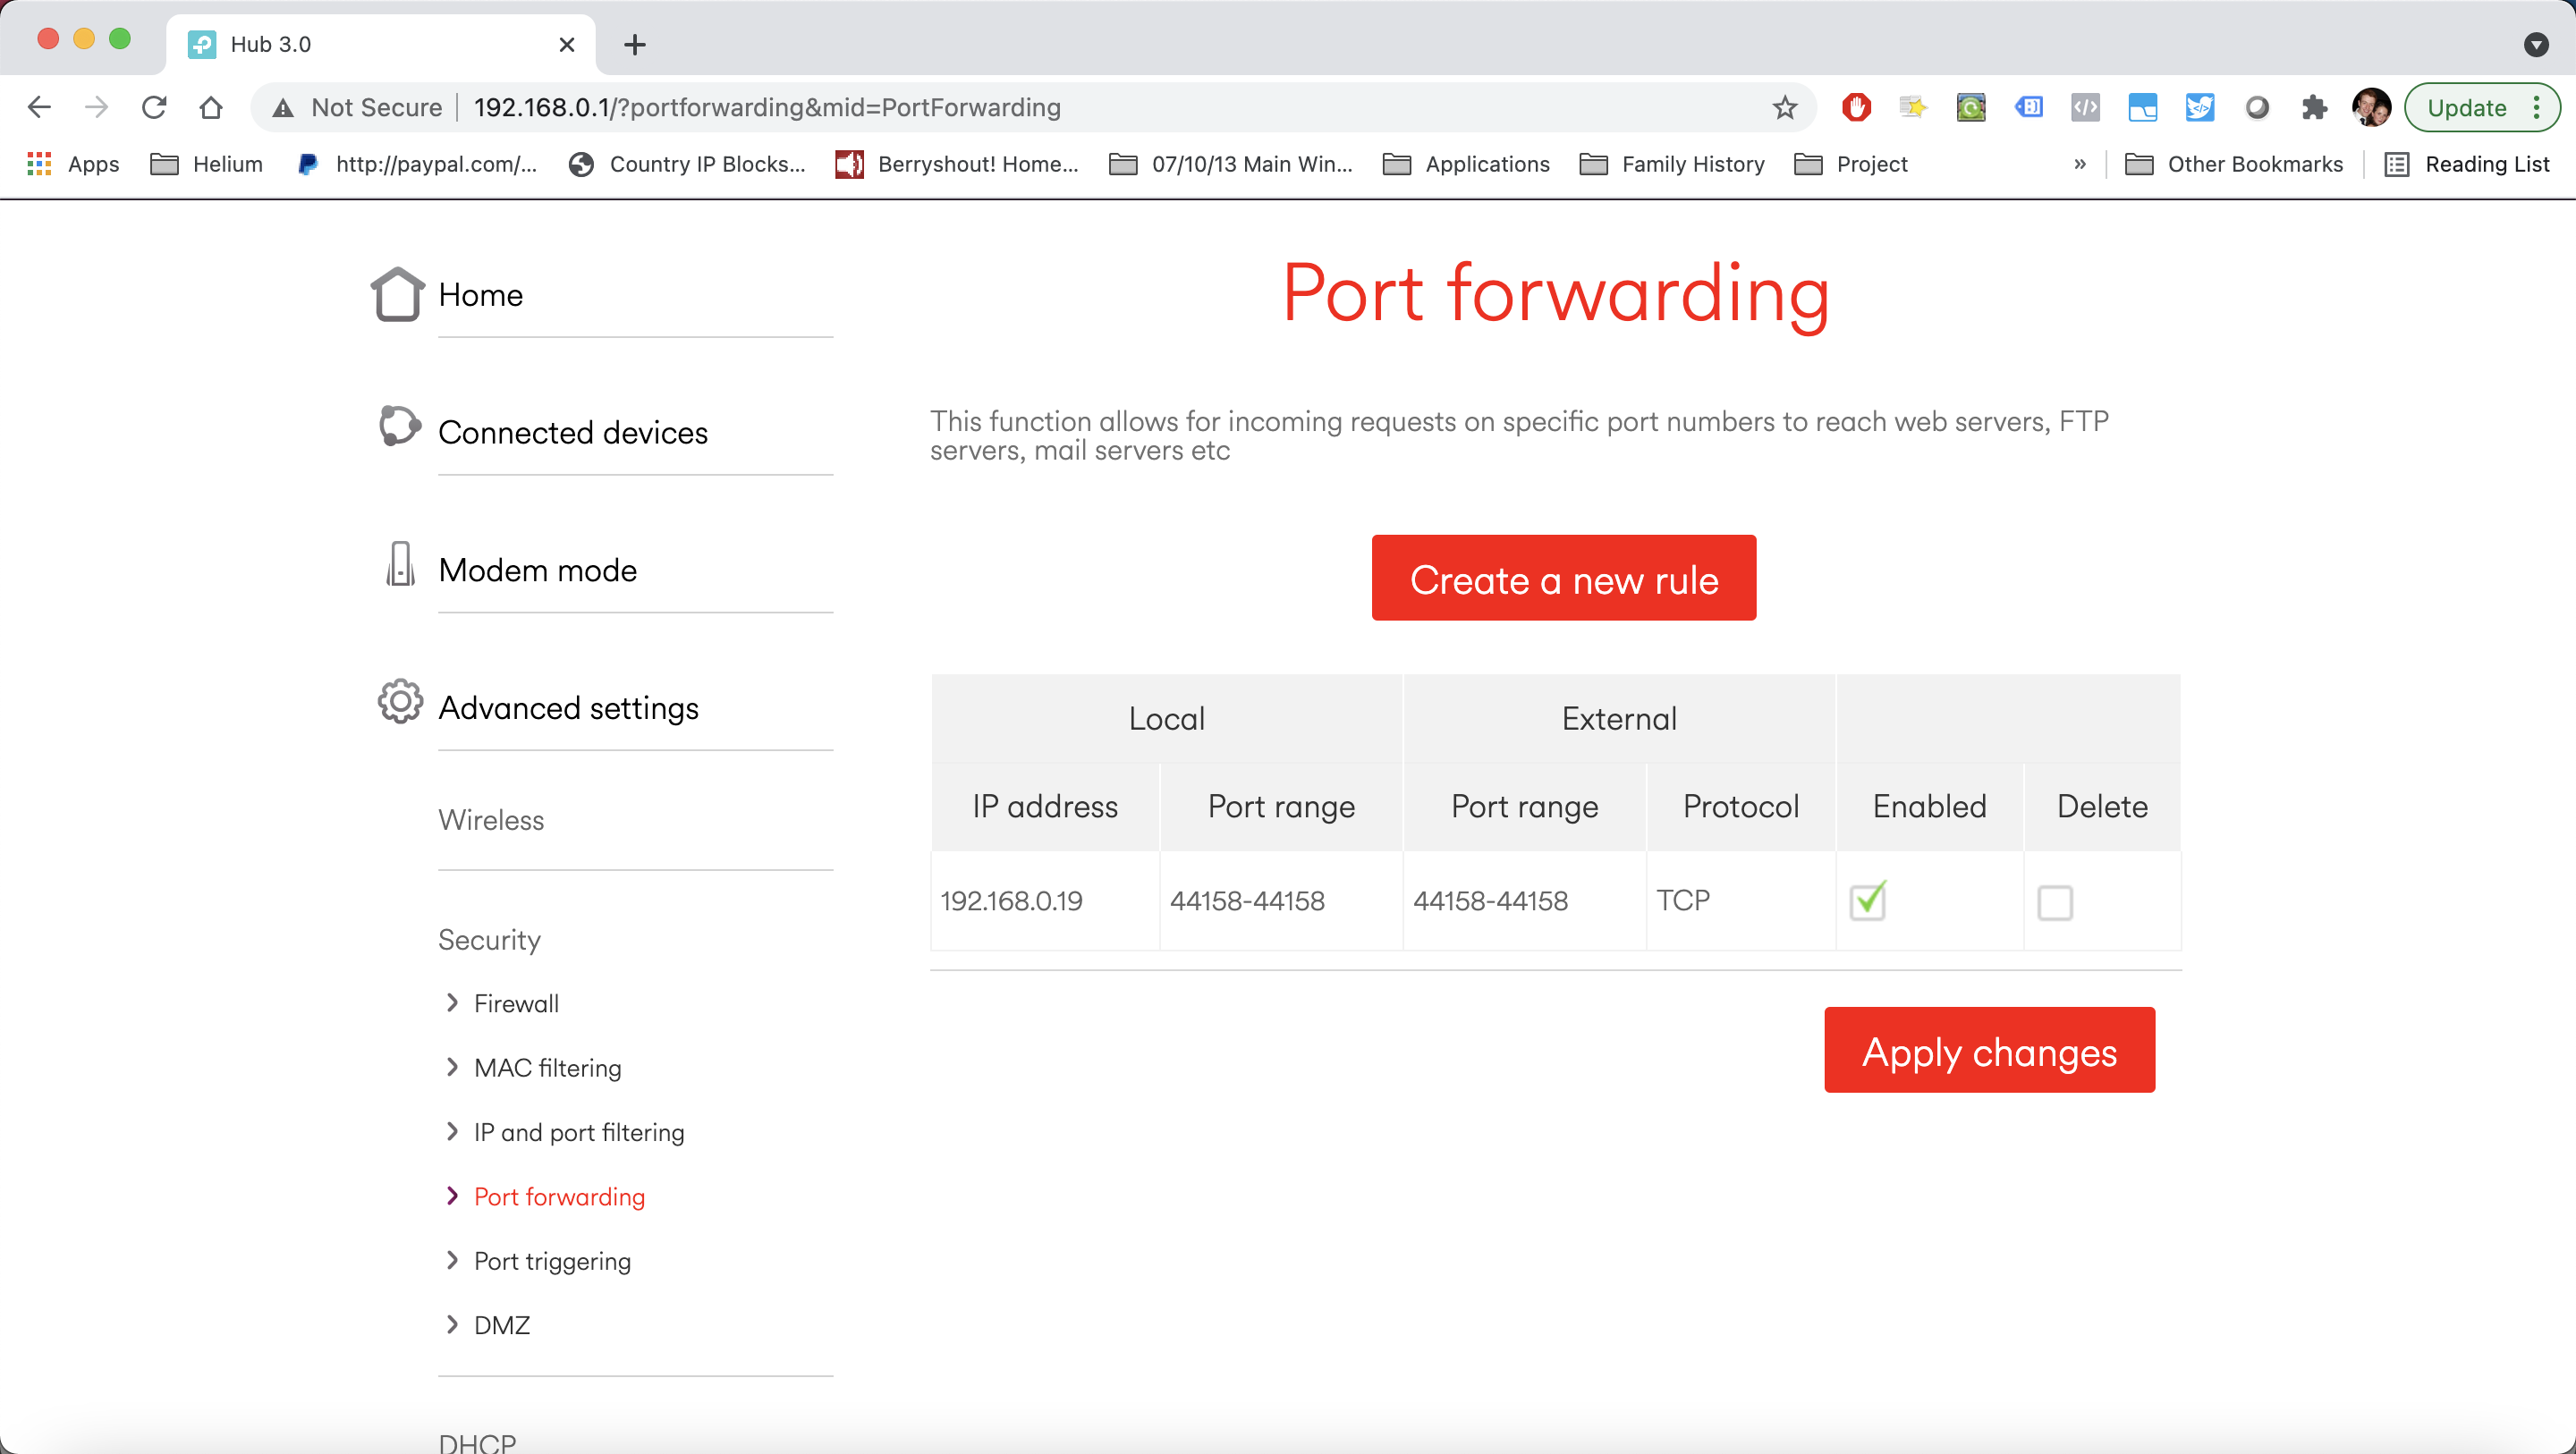 Hub 3.0
Not Secure 192.168.0.1/?portforwarding&mid=PortForwarding Update
Apps Helium http://paypal.com/... Country IP Blocks... Berryshout! Home... 07/10/13 Main Win... Applications Family History Project » Other Bookmarks Reading List
Home
Connected devices
Modem mode
Advanced settings
Wireless
Security
Firewall
MAC filtering
IP and port filtering
Port forwarding
Port triggering
DMZ
DHCP
Port forwarding
This function allows for incoming requests on specific port numbers to reach web servers, FTP
servers, mail servers etc
Create a new rule
Local External
IP address Port range Port range Protocol Enabled Delete
192.168.0.19 44158-44158 44158-44158 TCP
Apply changes